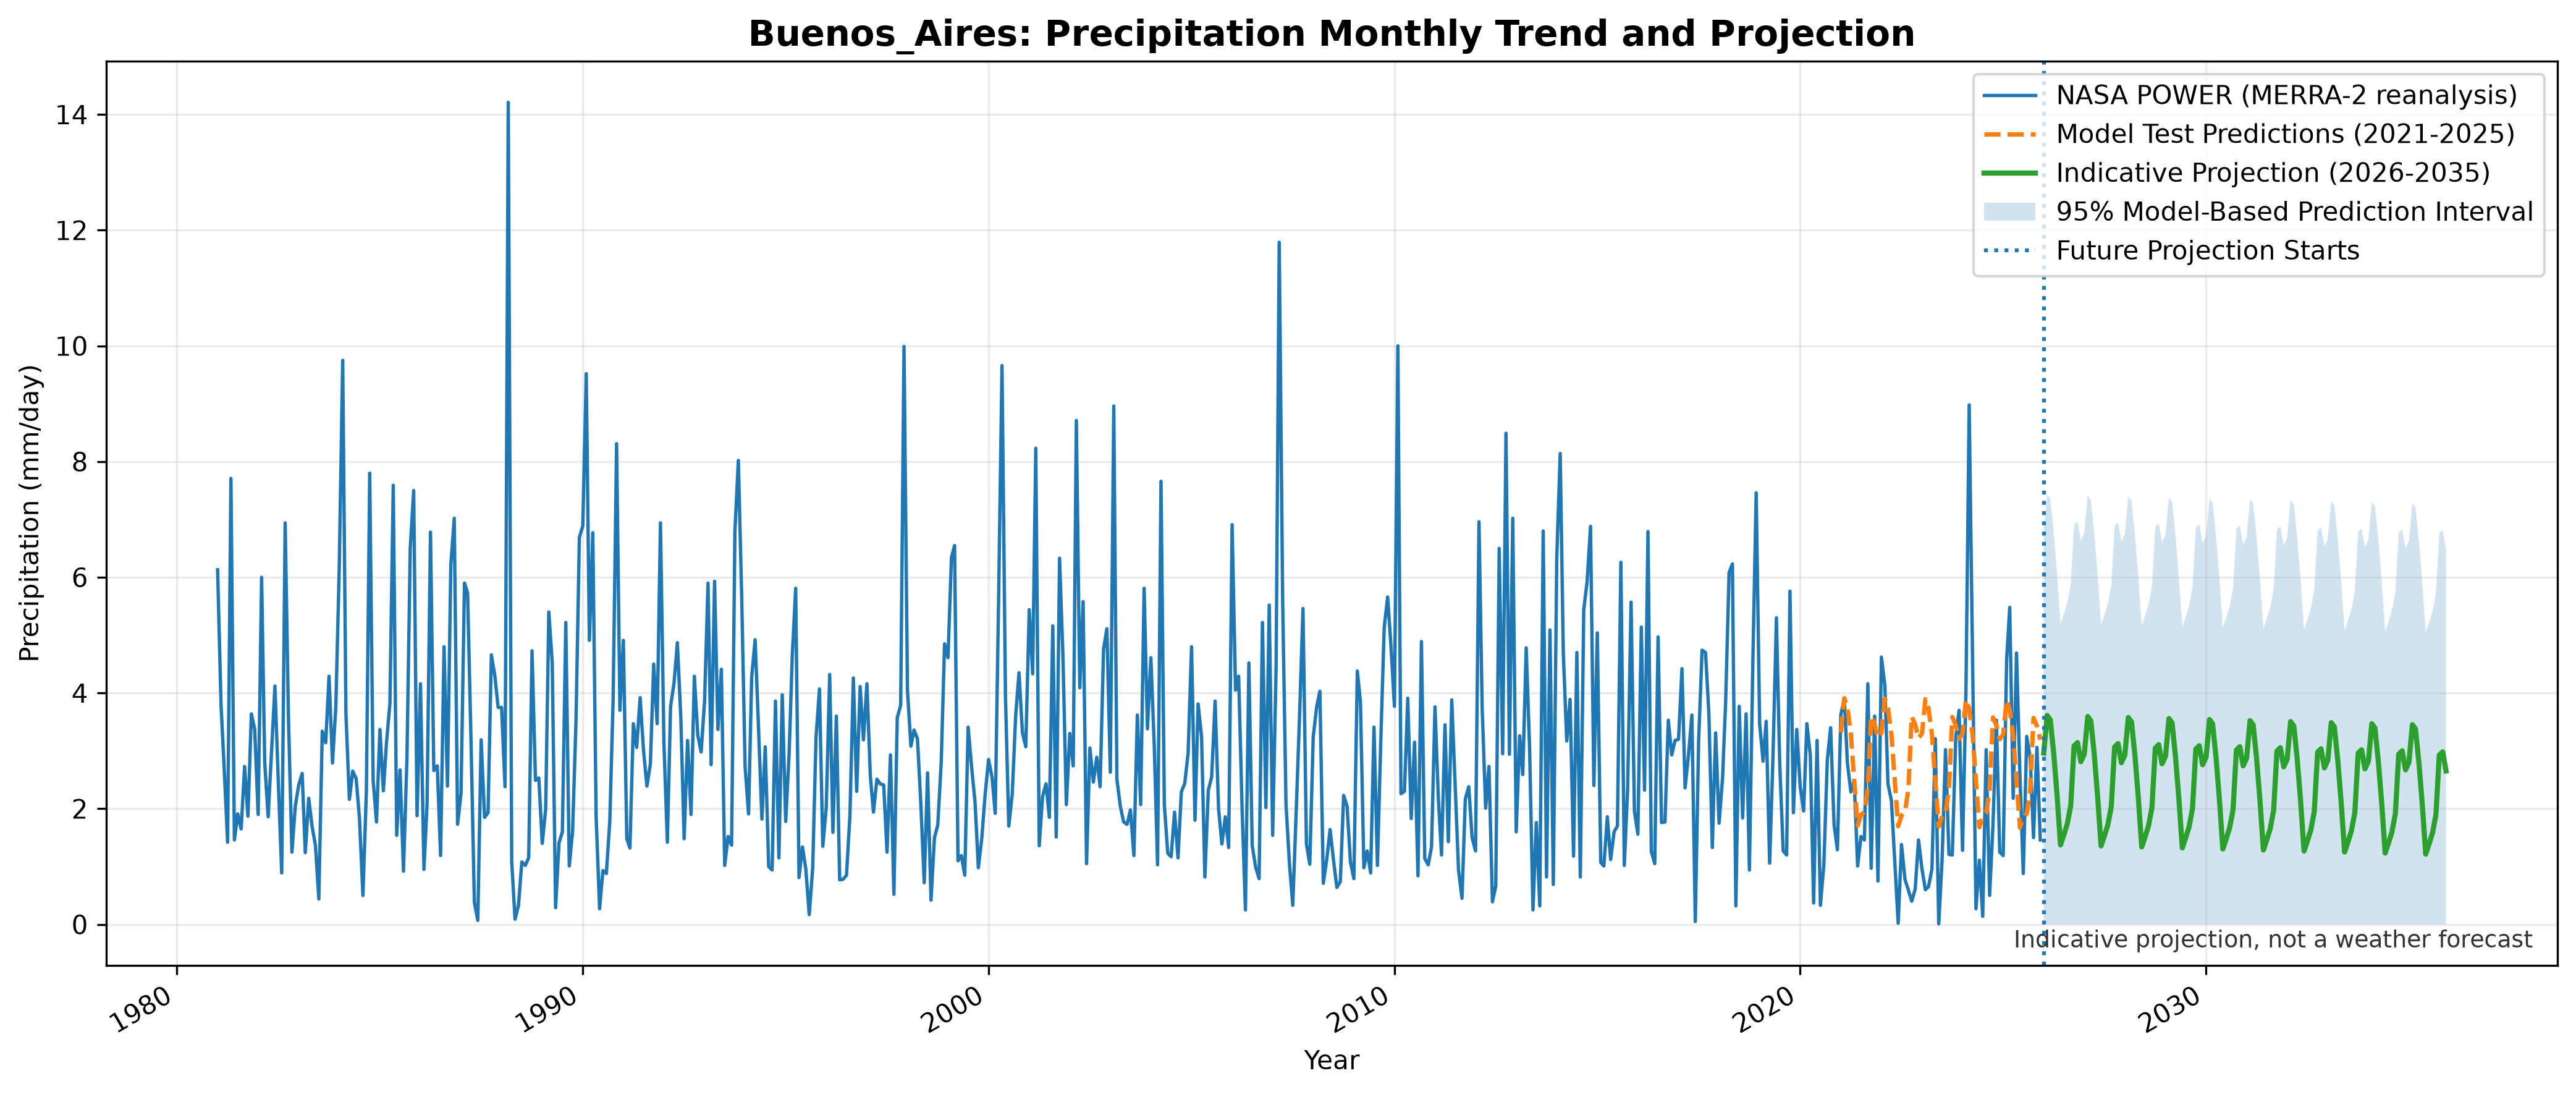 Buenos_Aires: Precipitation Monthly Trend and Projection
NASA POWER (MERRA-2 reanalysis)
Model Test Predictions (2021-2025)
Indicative Projection (2026-2035)
95% Model-Based Prediction Interval
Future Projection Starts
Precipitation (mm/day)
14
12
10
8
6
4
2
0
Indicative projection, not a weather forecast
1980
1990
2000
2010
2020
2030
Year